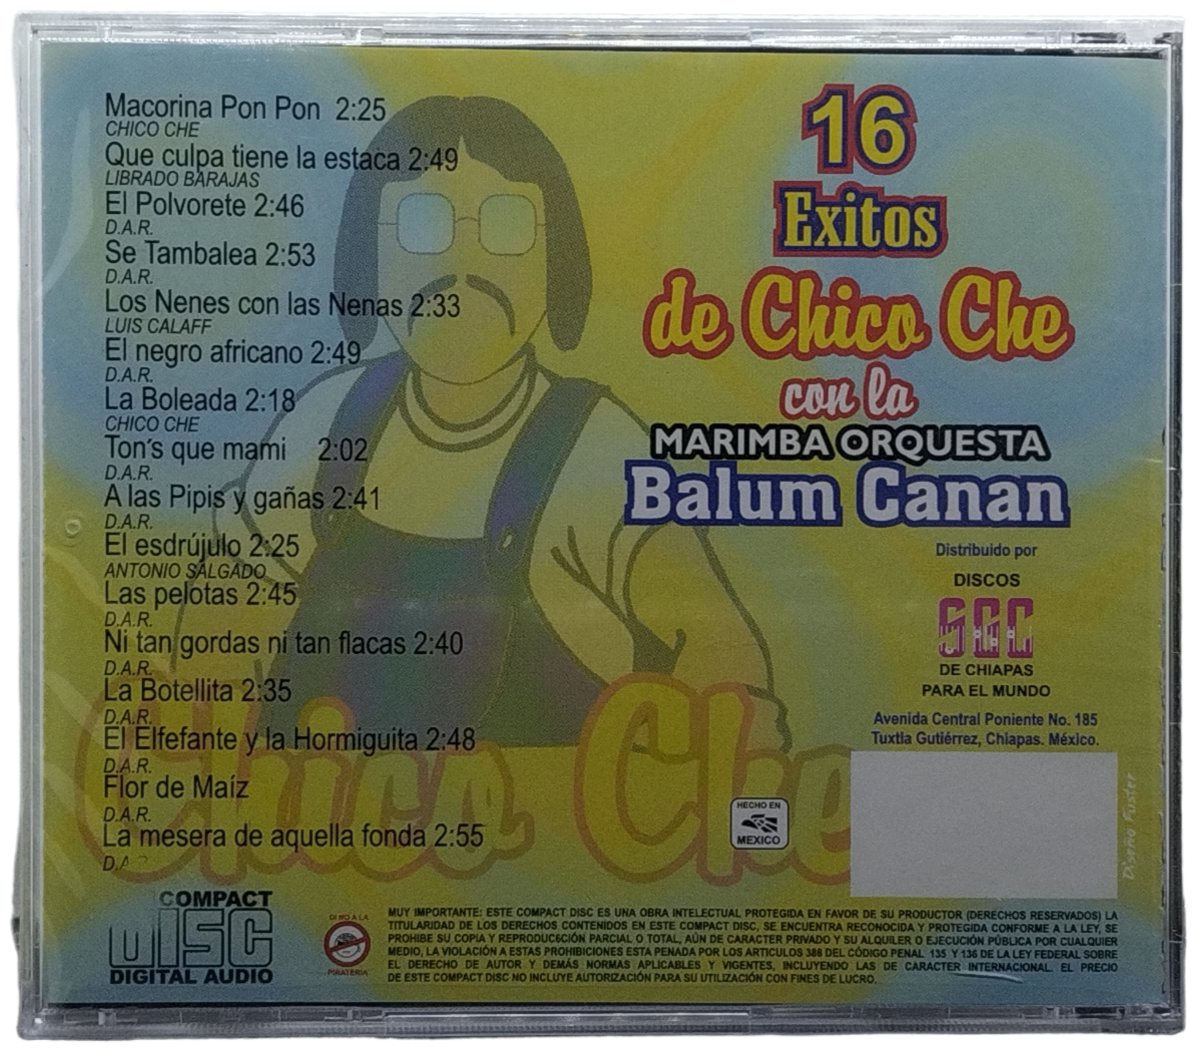 Macorina Pon Pon 2:25
CHICO CHE
Que culpa tiene la estaca 2:49
LIBRADO BARAJAS
El Polvorete 2:46
D.A.R.
Se Tambalea 2:53
D.A.R.
Los Nenes con las Nenas 2:33
LUIS CALAFF
El negro africano 2:49
D.A.R.
La Boleada 2:18
CHICO CHE
Ton's que mami 2:02
D.A.R.
A las Pipis y gañas 2:41
D.A.R.
El esdrújulo 2:25
ANTONIO SALGADO
Las pelotas 2:45
D.A.R.
Ni tan gordas ni tan flacas 2:40
D.A.R.
La Botellita 2:35
D.A.R.
El Elfefante y la Hormiguita 2:48
D.A.R.
Flor de Maíz
D.A.R.
La mesera de aquella fonda 2:55
D.A.
16
Exitos
de Chico Che
con la
MARIMBA ORQUESTA
Balum Canan
Distribuido por
DISCOS
SGC
DE CHIAPAS
PARA EL MUNDO
Avenida Central Poniente No. 185
Tuxtla Gutiérrez, Chiapas. México.
Chico Che
HECHO EN
MEXICO
Diseño Fuster
COMPACT
DISC
DIGITAL AUDIO
DI NO A LA
PIRATERIA
MUY IMPORTANTE: ESTE COMPACT DISC ES UNA OBRA INTELECTUAL PROTEGIDA EN FAVOR DE SU PRODUCTOR (DERECHOS RESERVADOS) LA
TITULARIDAD DE LOS DERECHOS CONTENIDOS EN ESTE COMPACT DISC, SE ENCUENTRA RECONOCIDA Y PROTEGIDA CONFORME A LA LEY, SE
PROHIBE SU COPIA Y REPRODUCCIÓN PARCIAL O TOTAL, AÚN DE CARACTER PRIVADO Y SU ALQUILER O EJECUCIÓN PÚBLICA POR CUALQUIER
MEDIO, LA VIOLACIÓN A ESTAS PROHIBICIONES ESTA PENADA POR LOS ARTICULOS 386 DEL CÓDIGO PENAL 135 Y 136 DE LA LEY FEDERAL SOBRE
EL DERECHO DE AUTOR Y DEMÁS NORMAS APLICABLES Y VIGENTES, INCLUYENDO LAS DE CARACTER INTERNACIONAL. EL PRECIO
DE ESTE COMPACT DISC NO INCLUYE AUTORIZACIÓN PARA SU UTILIZACIÓN CON FINES DE LUCRO.